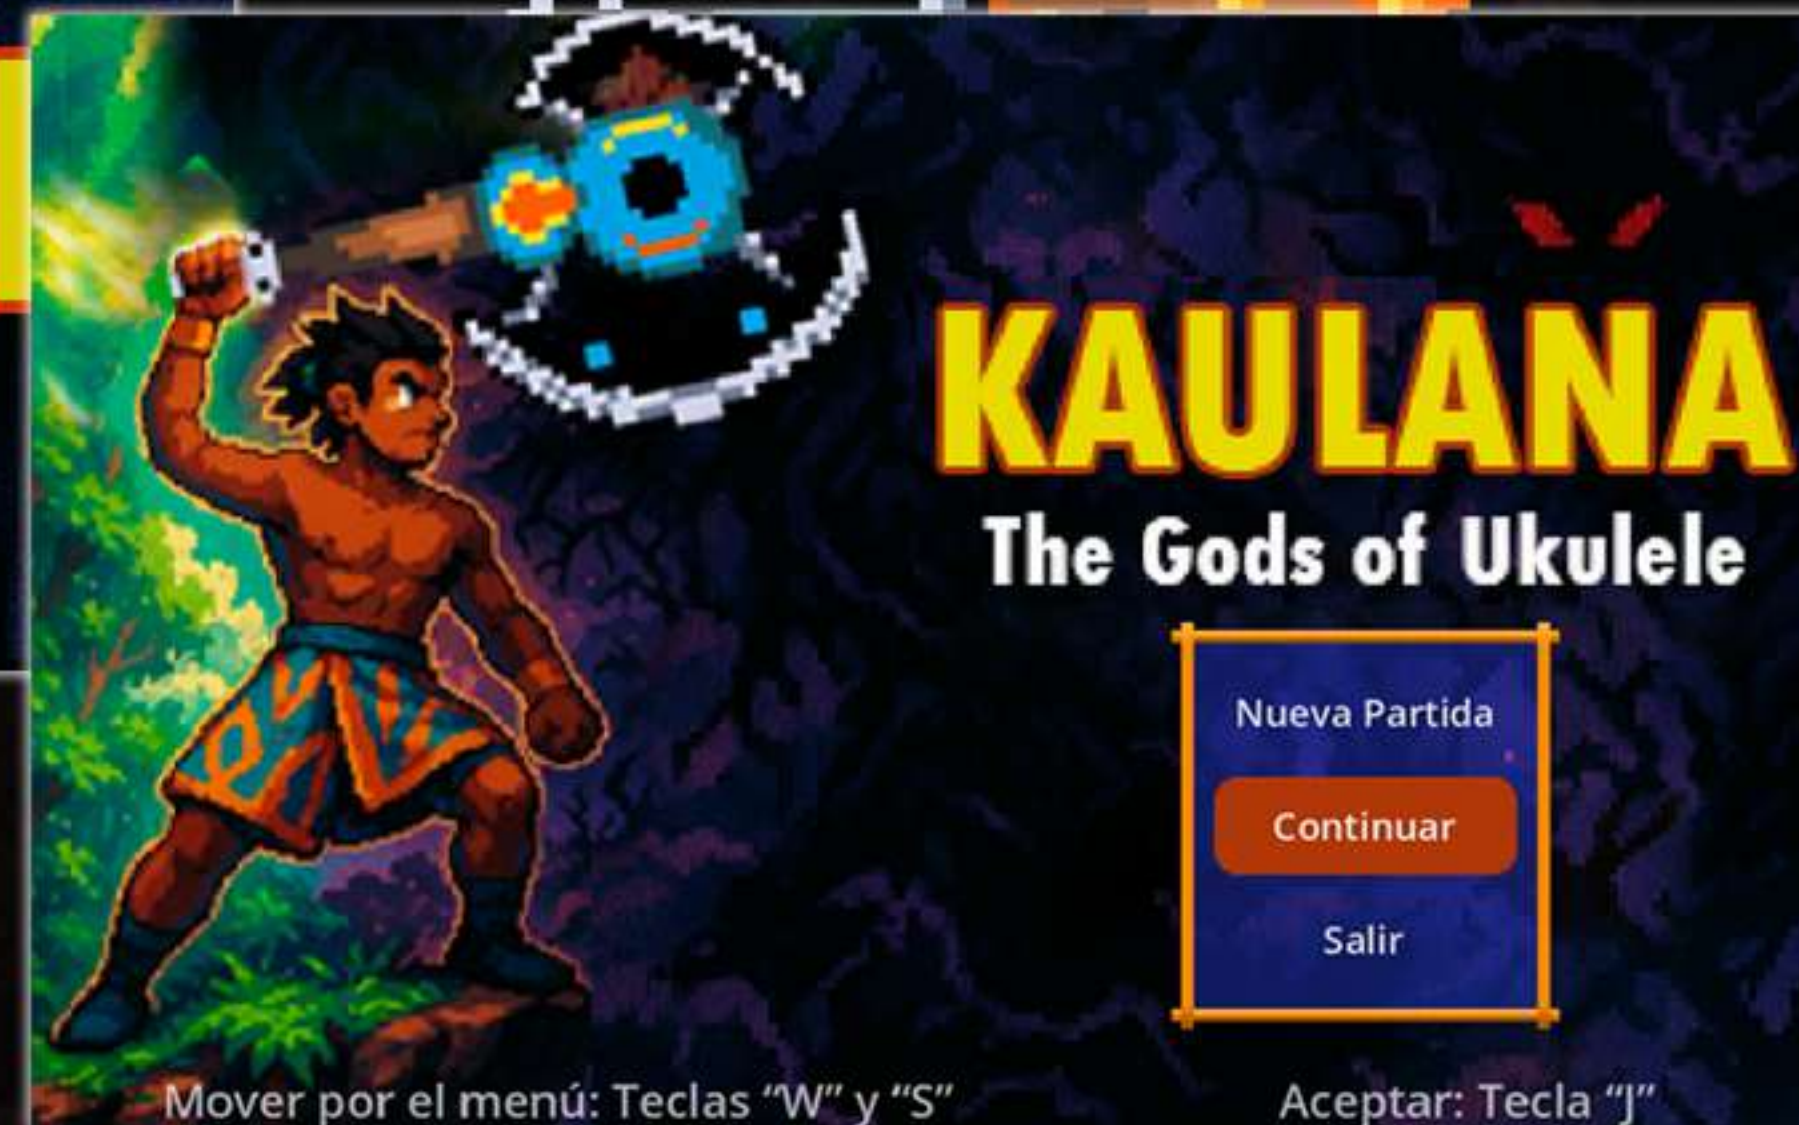 KAULANA
The Gods of Ukulele
Nueva Partida
Continuar
Salir
Mover por el menú: Teclas “W” y “S”
Aceptar: Tecla “J”